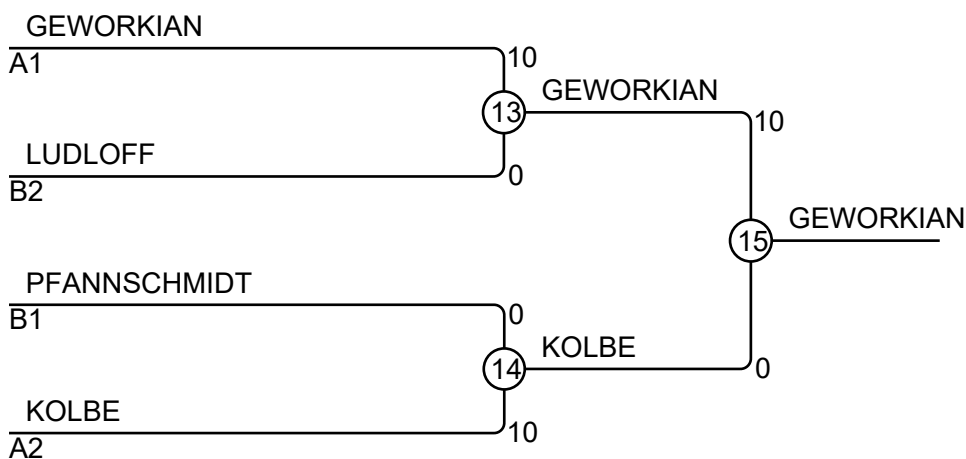 GEWORKIAN
A1
10
13
GEWORKIAN
10
LUDLOFF
B2
0
15
GEWORKIAN
PFANNSCHMIDT
B1
0
14
KOLBE
0
KOLBE
A2
10